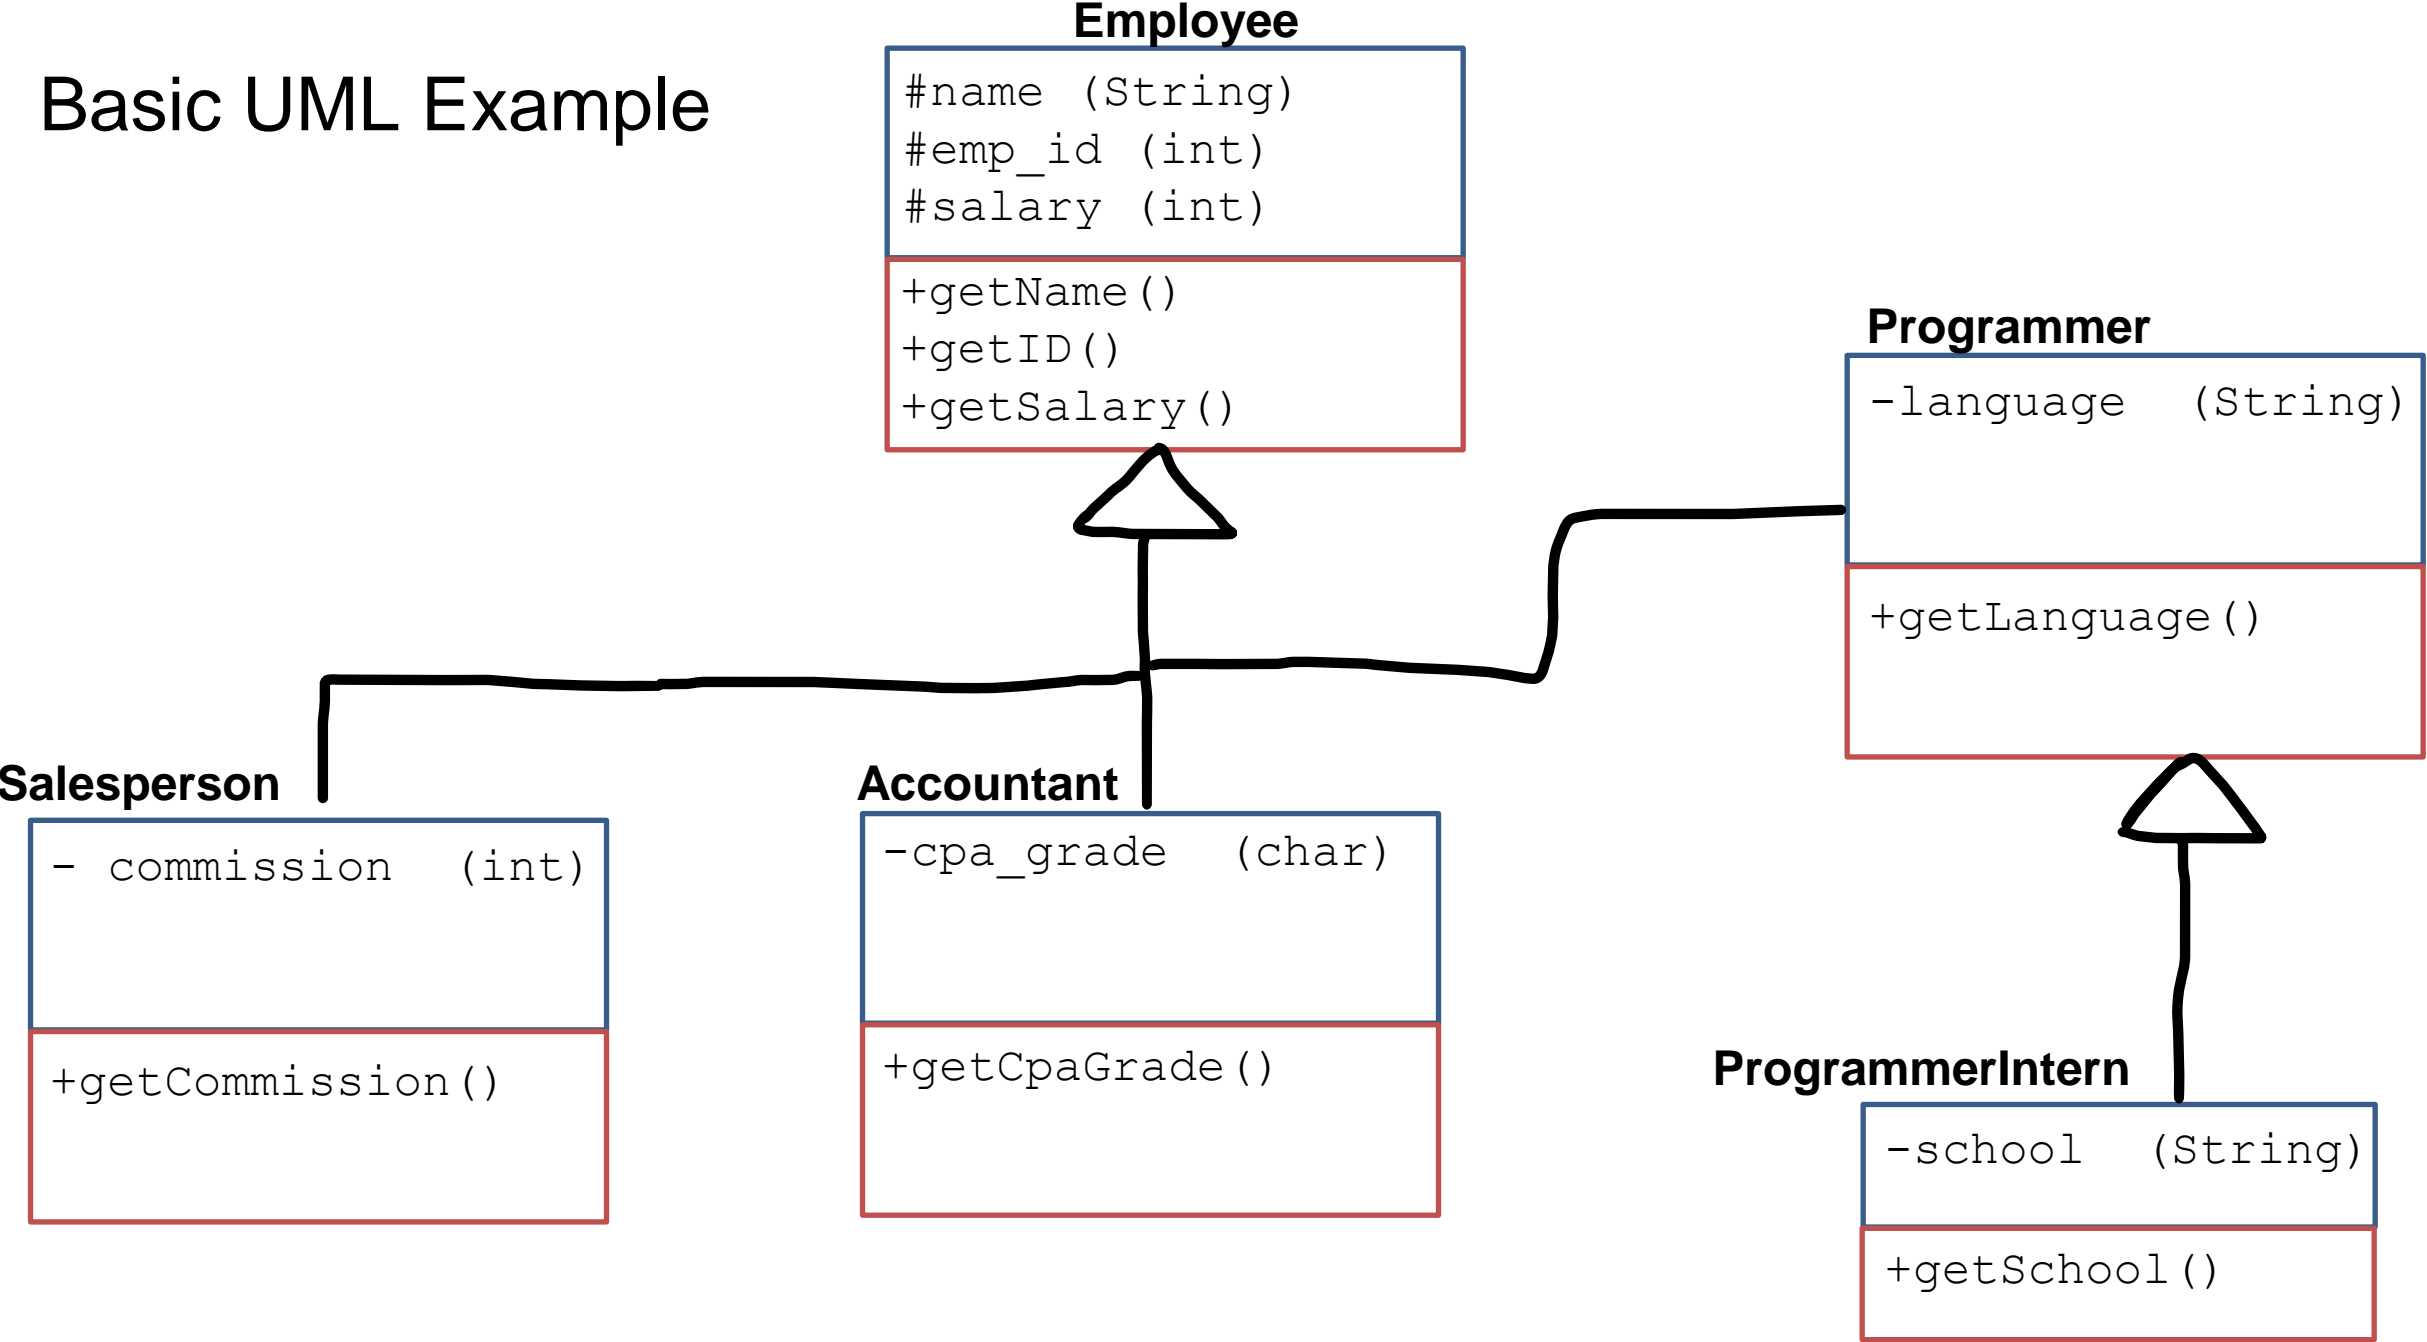 Basic UML Example
Employee
#name (String)
#emp_id (int)
#salary (int)
+getName()
+getID()
+getSalary()
Programmer
-language (String)
+getLanguage()
Salesperson
- commission (int)
+getCommission()
Accountant
-cpa_grade (char)
+getCpaGrade()
ProgrammerIntern
-school (String)
+getSchool()